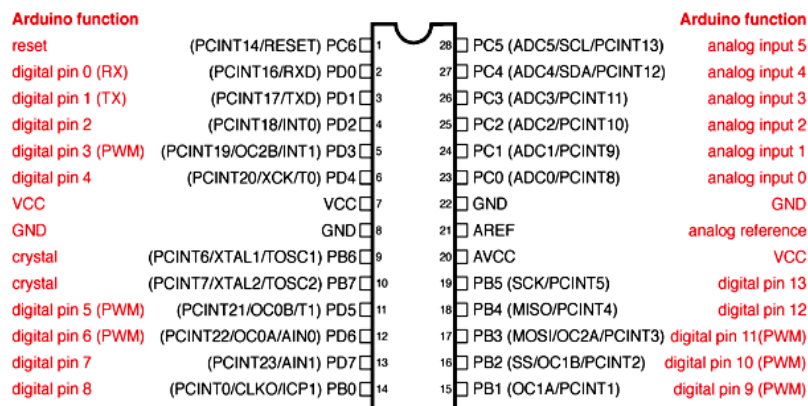 Arduino function Arduino function
reset (PCINT14/RESET) PC6 1 28 PC5 (ADC5/SCL/PCINT13) analog input 5
digital pin 0 (RX) (PCINT16/RXD) PD0 2 27 PC4 (ADC4/SDA/PCINT12) analog input 4
digital pin 1 (TX) (PCINT17/TXD) PD1 3 26 PC3 (ADC3/PCINT11) analog input 3
digital pin 2 (PCINT18/INT0) PD2 4 25 PC2 (ADC2/PCINT10) analog input 2
digital pin 3 (PWM) (PCINT19/OC2B/INT1) PD3 5 24 PC1 (ADC1/PCINT9) analog input 1
digital pin 4 (PCINT20/XCK/T0) PD4 6 23 PC0 (ADC0/PCINT8) analog input 0
VCC VCC 7 22 GND GND
GND GND 8 21 AREF analog reference
crystal (PCINT6/XTAL1/TOSC1) PB6 9 20 AVCC VCC
crystal (PCINT7/XTAL2/TOSC2) PB7 10 19 PB5 (SCK/PCINT5) digital pin 13
digital pin 5 (PWM) (PCINT21/OC0B/T1) PD5 11 18 PB4 (MISO/PCINT4) digital pin 12
digital pin 6 (PWM) (PCINT22/OC0A/AIN0) PD6 12 17 PB3 (MOSI/OC2A/PCINT3) digital pin 11(PWM)
digital pin 7 (PCINT23/AIN1) PD7 13 16 PB2 (SS/OC1B/PCINT2) digital pin 10 (PWM)
digital pin 8 (PCINT0/CLKO/ICP1) PB0 14 15 PB1 (OC1A/PCINT1) digital pin 9 (PWM)